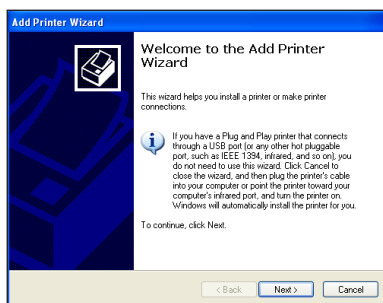 Add Printer Wizard
Welcome to the Add Printer
Wizard
This wizard helps you install a printer or make printer
connections.
If you have a Plug and Play printer that connects
through a USB port (or any other hot pluggable
port, such as IEEE 1394, infrared, and so on), you
do not need to use this wizard. Click Cancel to
close the wizard, and then plug the printer's cable
into your computer or point the printer toward your
computer's infrared port, and turn the printer on.
Windows will automatically install the printer for you.
To continue, click Next.
< Back
Next >
Cancel